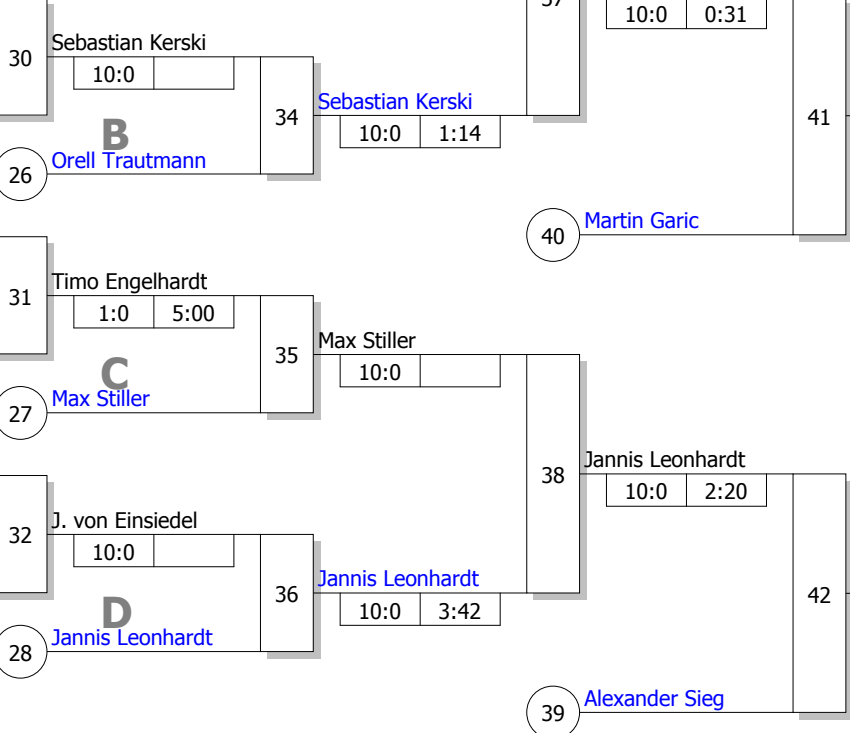 37
10:0 0:31
30
Sebastian Kerski
10:0
34
Sebastian Kerski
10:0 1:14
41
B
26
Orell Trautmann
40
Martin Garic
31
Timo Engelhardt
1:0 5:00
35
Max Stiller
10:0
C
27
Max Stiller
38
Jannis Leonhardt
10:0 2:20
32
J. von Einsiedel
10:0
36
Jannis Leonhardt
10:0 3:42
42
D
28
Jannis Leonhardt
39
Alexander Sieg